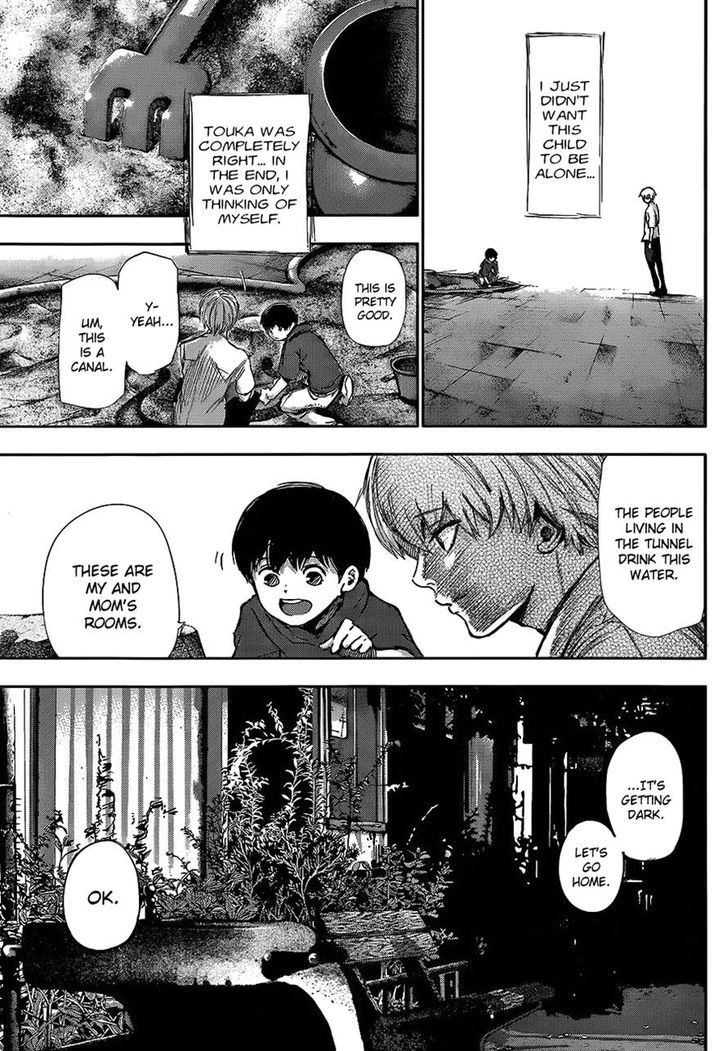 I JUST
DIDN'T
WANT
THIS
CHILD
TO BE
ALONE...
TOUKA WAS
COMPLETELY
RIGHT... IN
THE END, I
WAS ONLY
THINKING OF
MYSELF.
THIS IS
PRETTY
GOOD.
Y-
YEAH...
UM,
THIS
IS A
CANAL.
THE PEOPLE
LIVING IN
THE TUNNEL
DRINK THIS
WATER.
THESE ARE
MY AND
MOM'S
ROOMS.
...IT'S
GETTING
DARK.
LET'S
GO
HOME.
OK.